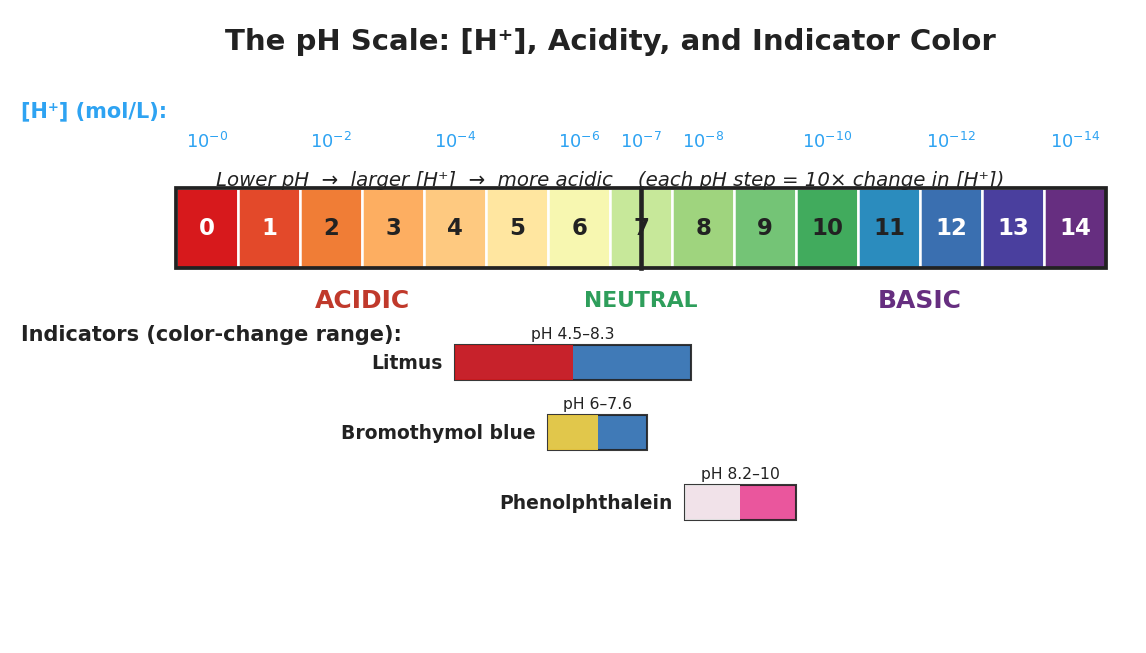 The pH Scale: [H⁺], Acidity, and Indicator Color
[H⁺] (mol/L):
10⁻⁰ 10⁻² 10⁻⁴ 10⁻⁶ 10⁻⁷ 10⁻⁸ 10⁻¹⁰ 10⁻¹² 10⁻¹⁴
Lower pH → larger [H⁺] → more acidic (each pH step = 10× change in [H⁺])
0 1 2 3 4 5 6 7 8 9 10 11 12 13 14
ACIDIC NEUTRAL BASIC
Indicators (color-change range):
pH 4.5–8.3
Litmus
pH 6–7.6
Bromothymol blue
pH 8.2–10
Phenolphthalein